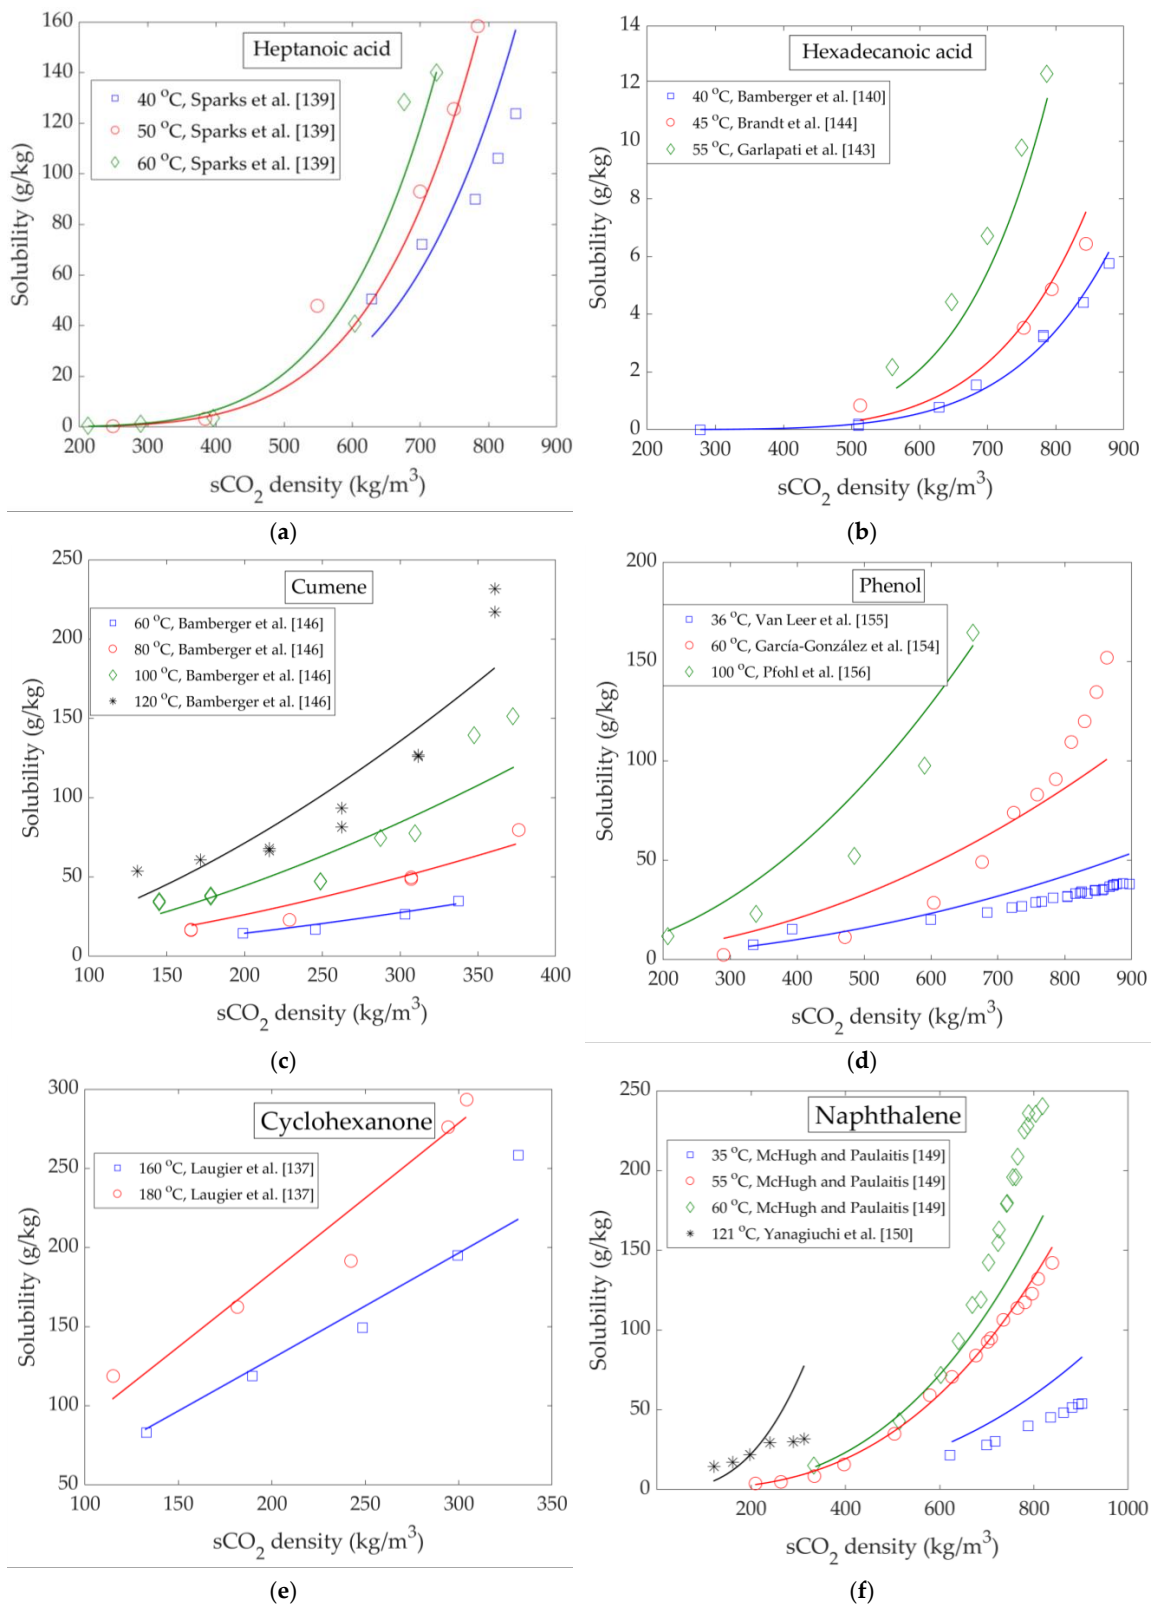 Heptanoic acid
40 °C, Sparks et al. [139]
50 °C, Sparks et al. [139]
60 °C, Sparks et al. [139]
Solubility (g/kg)
160
140
120
100
80
60
40
20
0
200 300 400 500 600 700 800 900
sCO2 density (kg/m3)
(a)
Hexadecanoic acid
40 °C, Bamberger et al. [140]
45 °C, Brandt et al. [144]
55 °C, Garlapati et al. [143]
Solubility (g/kg)
14
12
10
8
6
4
2
0
200 300 400 500 600 700 800 900
sCO2 density (kg/m3)
(b)
Cumene
60 °C, Bamberger et al. [146]
80 °C, Bamberger et al. [146]
100 °C, Bamberger et al. [146]
120 °C, Bamberger et al. [146]
Solubility (g/kg)
250
200
150
100
50
0
100 150 200 250 300 350 400
sCO2 density (kg/m3)
(c)
Phenol
36 °C, Van Leer et al. [155]
60 °C, García-González et al. [154]
100 °C, Pfohl et al. [156]
Solubility (g/kg)
200
150
100
50
0
200 300 400 500 600 700 800 900
sCO2 density (kg/m3)
(d)
Cyclohexanone
160 °C, Laugier et al. [137]
180 °C, Laugier et al. [137]
Solubility (g/kg)
300
250
200
150
100
50
100 150 200 250 300 350
sCO2 density (kg/m3)
(e)
Naphthalene
35 °C, McHugh and Paulaitis [149]
55 °C, McHugh and Paulaitis [149]
60 °C, McHugh and Paulaitis [149]
121 °C, Yanagiuchi et al. [150]
Solubility (g/kg)
250
200
150
100
50
0
200 400 600 800 1000
sCO2 density (kg/m3)
(f)